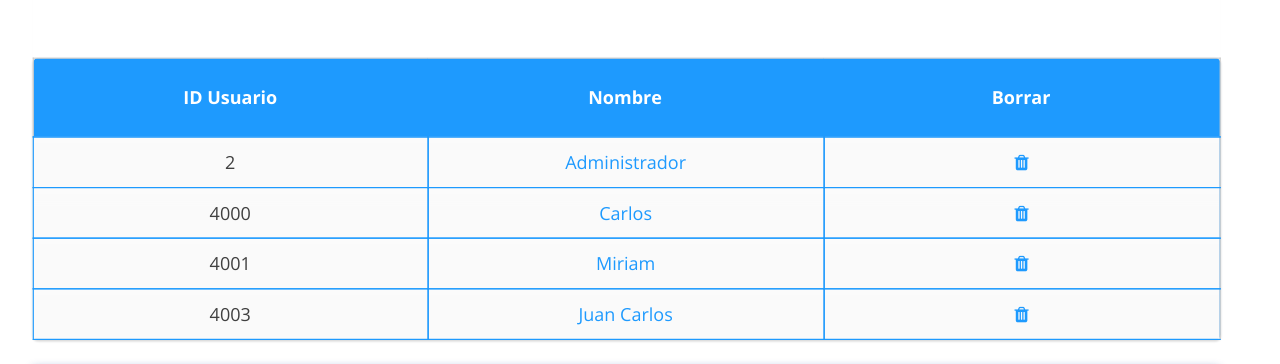 ID Usuario Nombre Borrar
2 Administrador
4000 Carlos
4001 Miriam
4003 Juan Carlos